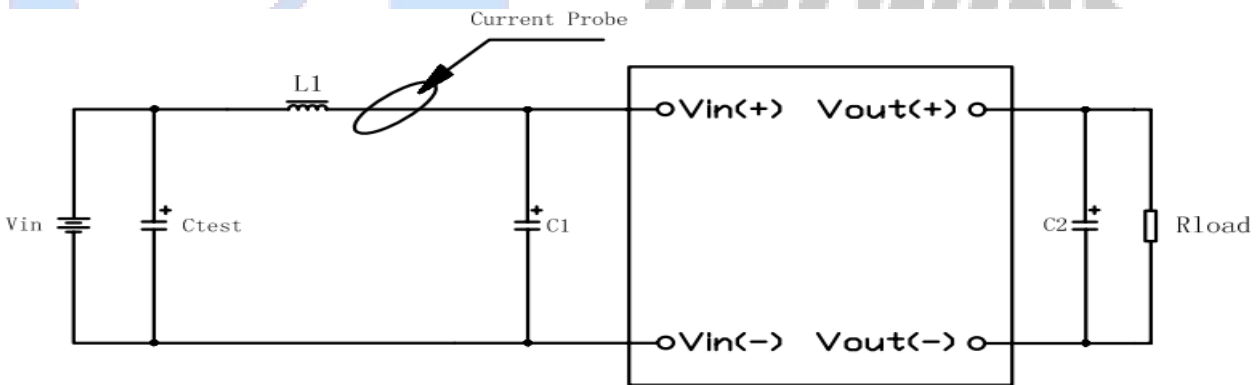 Current Probe
L1
Vin(+) Vout(+)
Vin
Ctest
C1
C2
Rload
Vin(-) Vout(-)